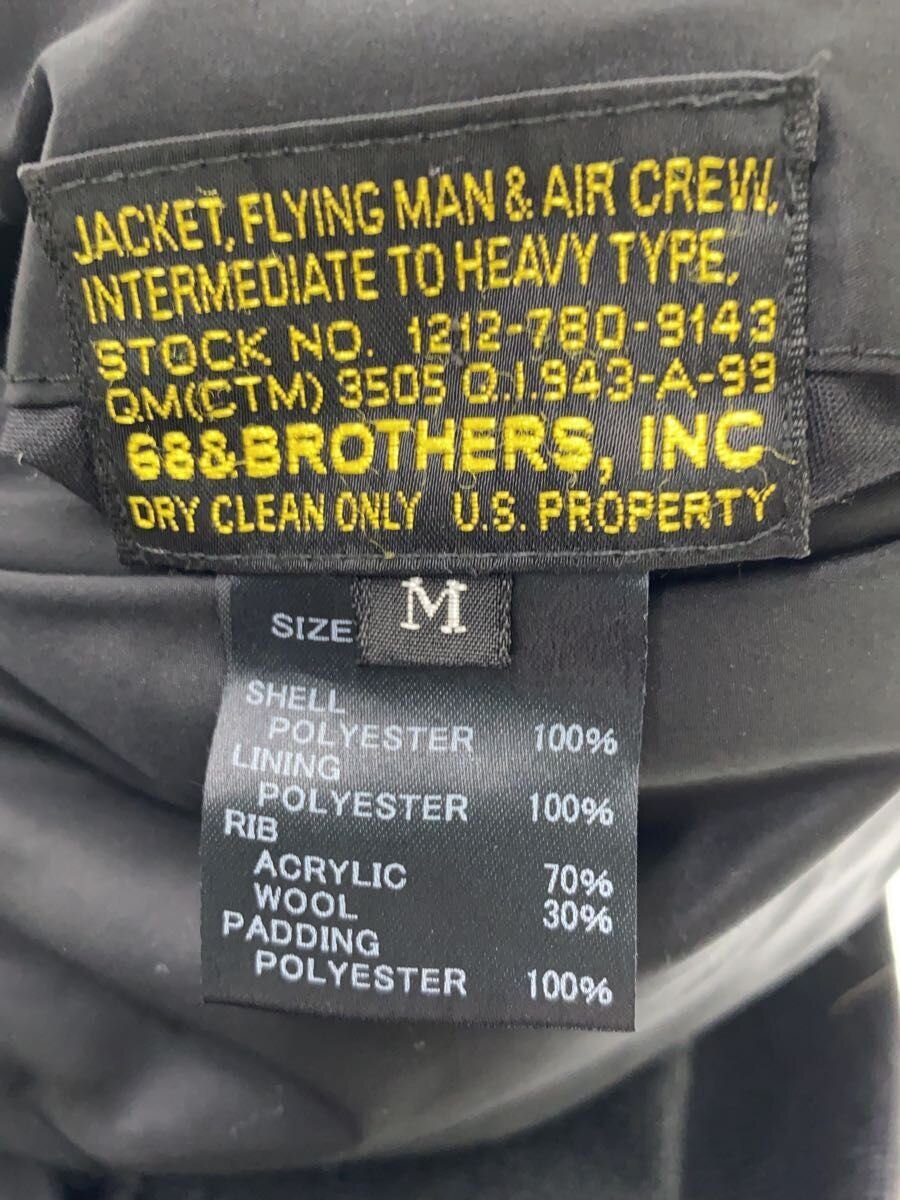 JACKET, FLYING MAN & AIR CREW,
INTERMEDIATE TO HEAVY TYPE,
STOCK NO. 1212-780-9143
QM(CTM) 3505 Q.I.943-A-99
68&BROTHERS, INC
DRY CLEAN ONLY U.S. PROPERTY
SIZE M
SHELL
POLYESTER 100%
LINING
POLYESTER 100%
RIB
ACRYLIC 70%
WOOL 30%
PADDING
POLYESTER 100%